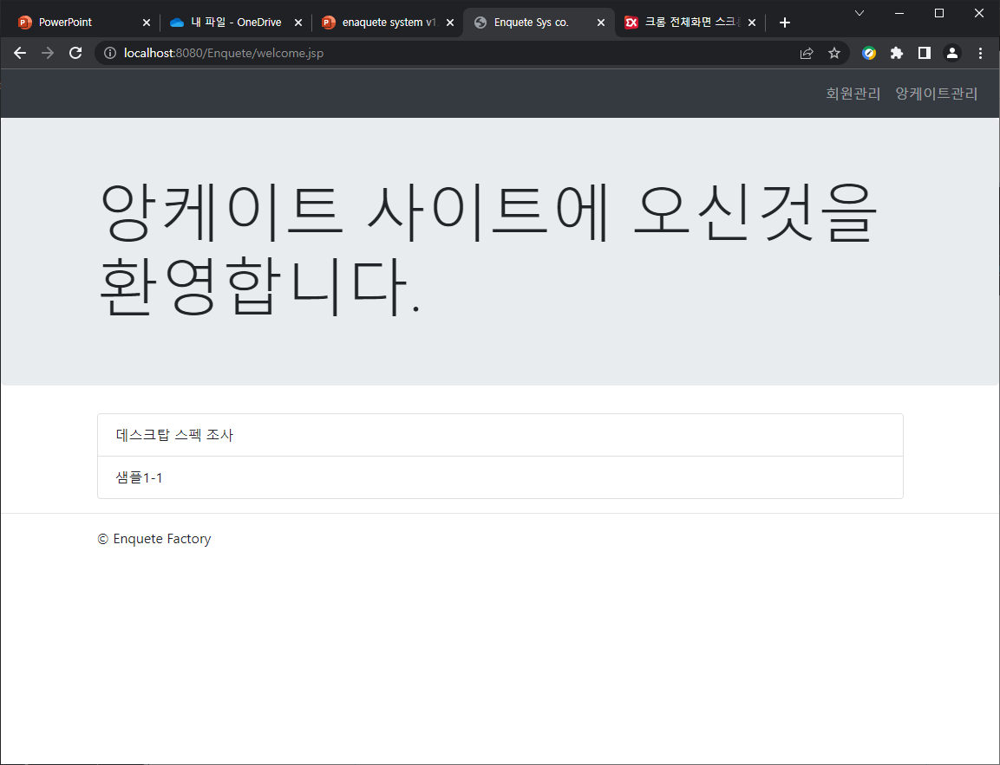 PowerPoint
내 파일 - OneDrive
enaquete system v1.
Enquete Sys co.
크롬 전체화면 스크
localhost:8080/Enquete/welcome.jsp
회원관리 앙케이트관리
앙케이트 사이트에 오신것을
환영합니다.
데스크탑 스펙 조사
샘플1-1
© Enquete Factory